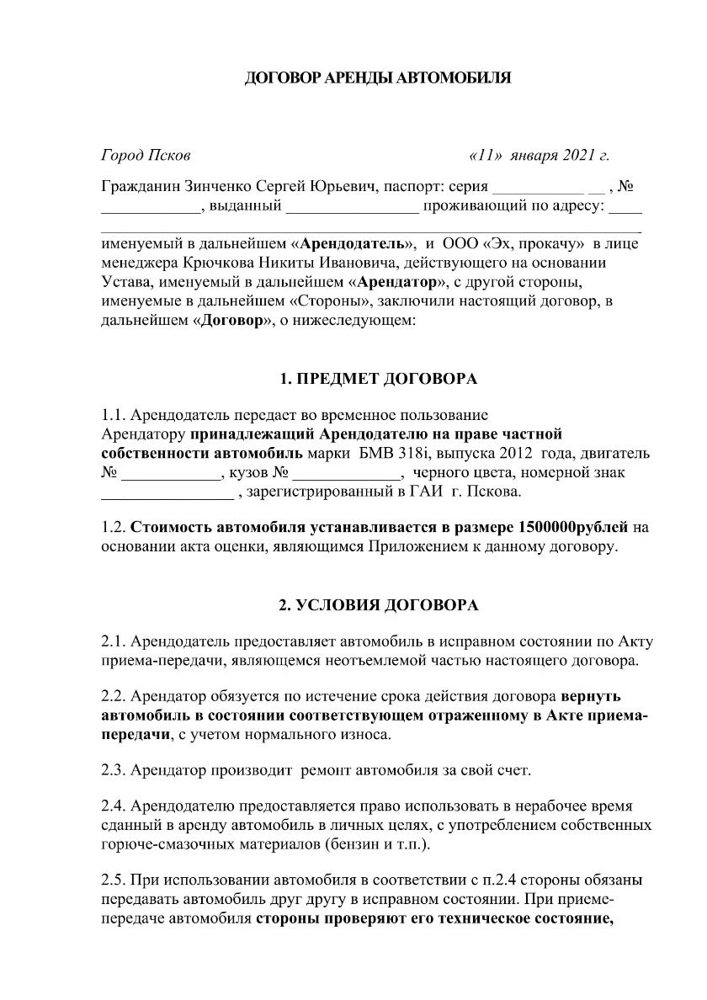 ДОГОВОР АРЕНДЫ АВТОМОБИЛЯ
Город Псков «11» января 2021 г.
Гражданин Зинченко Сергей Юрьевич, паспорт: серия ___________ __ , №
____________, выданный ________________ проживающий по адресу: ____
_________________________________________________________________
именуемый в дальнейшем «Арендодатель», и ООО «Эх, прокачу» в лице
менеджера Крючкова Никиты Ивановича, действующего на основании
Устава, именуемый в дальнейшем «Арендатор», с другой стороны,
именуемые в дальнейшем «Стороны», заключили настоящий договор, в
дальнейшем «Договор», о нижеследующем:
1. ПРЕДМЕТ ДОГОВОРА
1.1. Арендодатель передает во временное пользование
Арендатору принадлежащий Арендодателю на праве частной
собственности автомобиль марки БМВ 318i, выпуска 2012 года, двигатель
№ ____________, кузов № _____________, черного цвета, номерной знак
________________ , зарегистрированный в ГАИ г. Пскова.
1.2. Стоимость автомобиля устанавливается в размере 1500000рублей на
основании акта оценки, являющимся Приложением к данному договору.
2. УСЛОВИЯ ДОГОВОРА
2.1. Арендодатель предоставляет автомобиль в исправном состоянии по Акту
приема-передачи, являющемся неотъемлемой частью настоящего договора.
2.2. Арендатор обязуется по истечение срока действия договора вернуть
автомобиль в состоянии соответствующем отраженному в Акте приема-
передачи, с учетом нормального износа.
2.3. Арендатор производит ремонт автомобиля за свой счет.
2.4. Арендодателю предоставляется право использовать в нерабочее время
сданный в аренду автомобиль в личных целях, с употреблением собственных
горюче-смазочных материалов (бензин и т.п.).
2.5. При использовании автомобиля в соответствии с п.2.4 стороны обязаны
передавать автомобиль друг другу в исправном состоянии. При приеме-
передаче автомобиля стороны проверяют его техническое состояние,